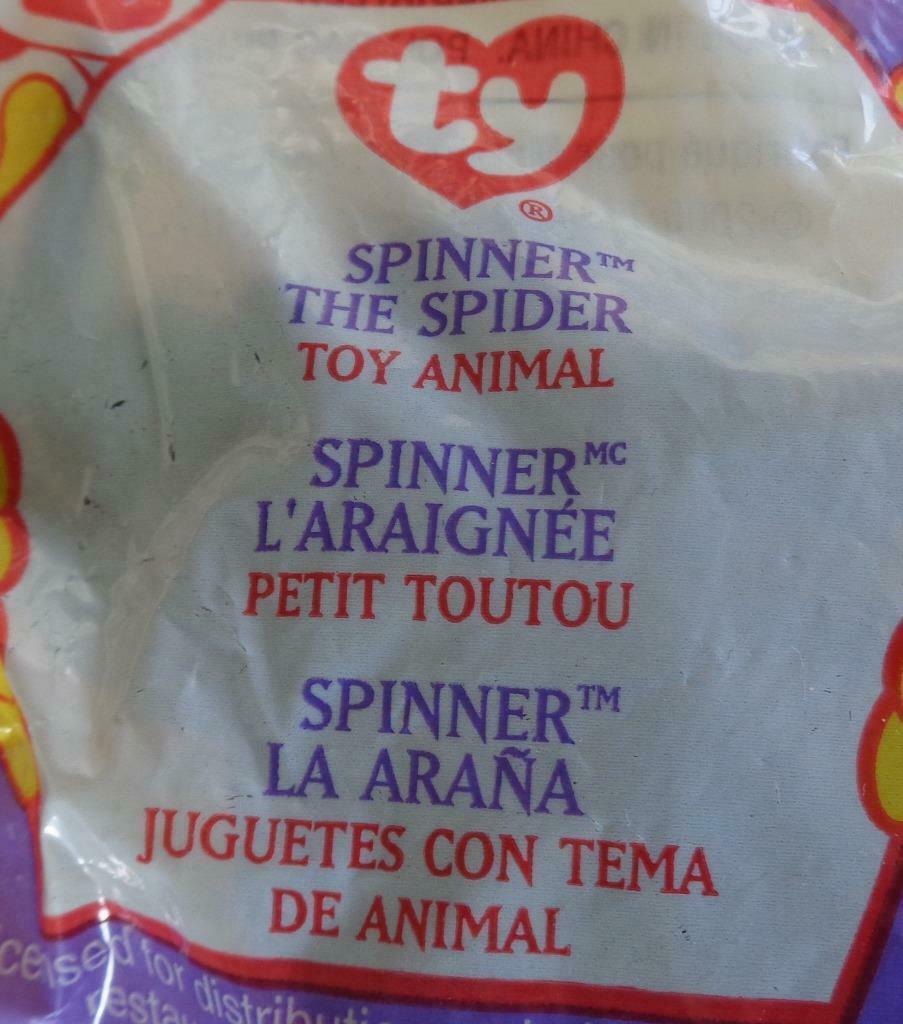 ty
®
SPINNER™
THE SPIDER
TOY ANIMAL
SPINNER MC
L'ARAIGNÉE
PETIT TOUTOU
SPINNER™
LA ARAÑA
JUGUETES CON TEMA
DE ANIMAL
for